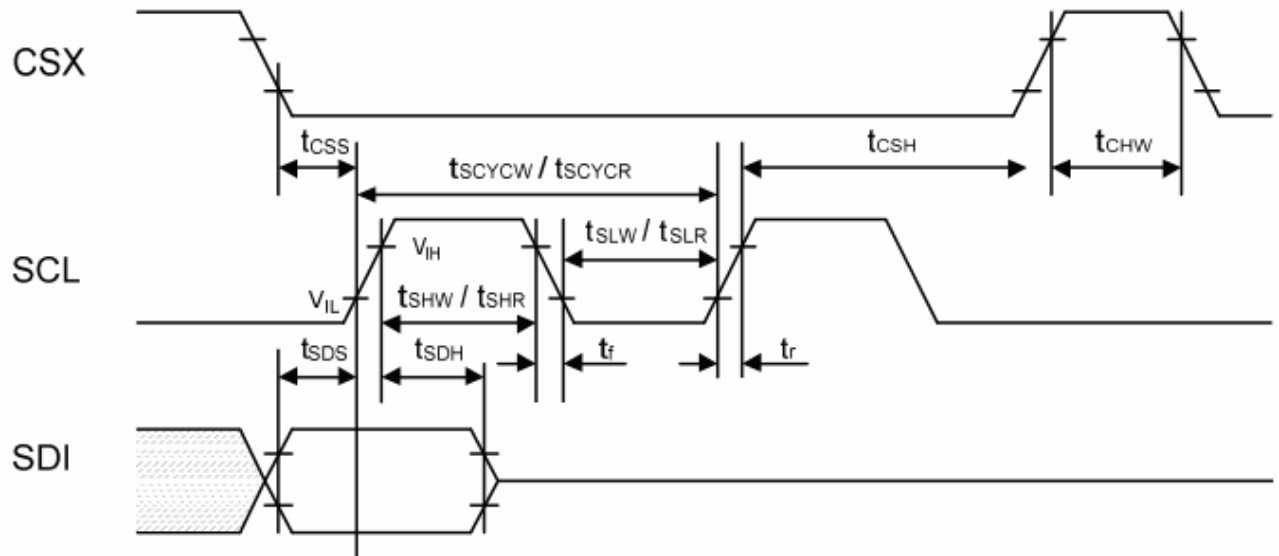 CSX
tCSS
tCSH
tCHW
tSCYCW / tSCYCR
SCL
VIH
tSLW / tSLR
VIL
tSHW / tSHR
tSDS
tSDH
tf
tr
SDI